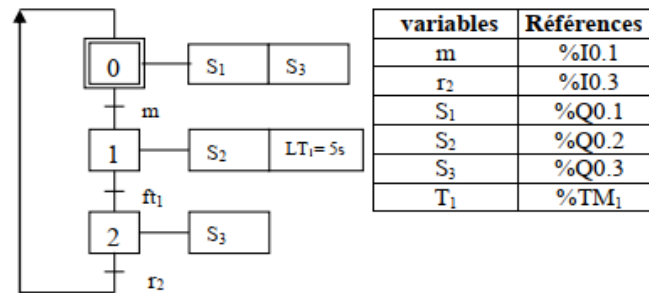 0 S₁ S₃
m
1 S₂ LT₁= 5s
ft₁
2 S₃
r₂
variables Références
m %I0.1
r₂ %I0.3
S₁ %Q0.1
S₂ %Q0.2
S₃ %Q0.3
T₁ %TM₁